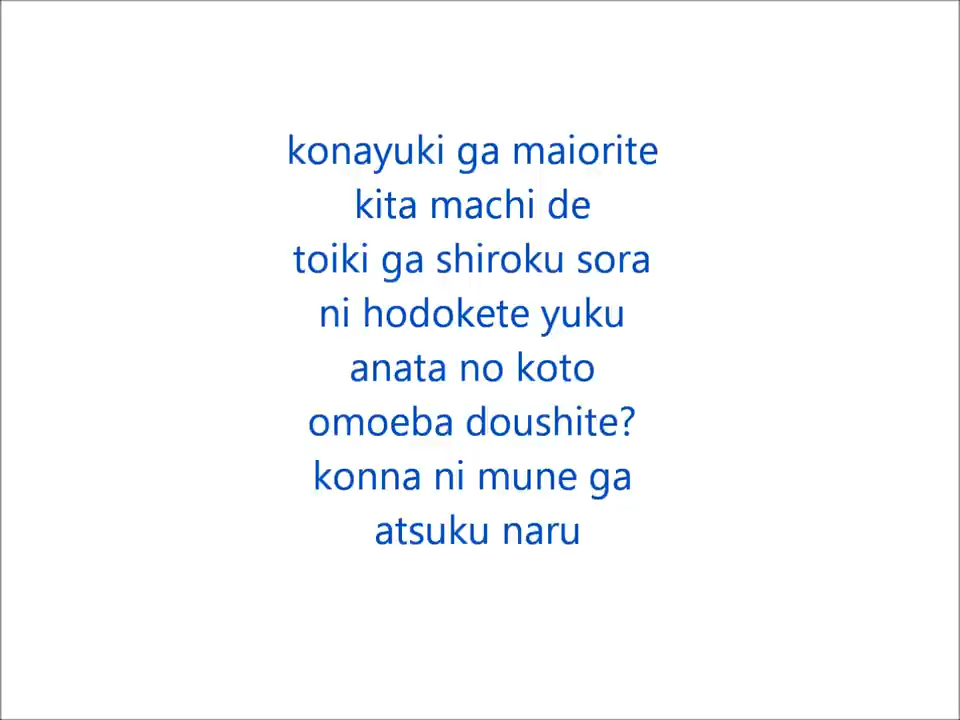 konayuki ga maiorite
kita machi de
toiki ga shiroku sora
ni hodokete yuku
anata no koto
omoeba doushite?
konna ni mune ga
atsuku naru